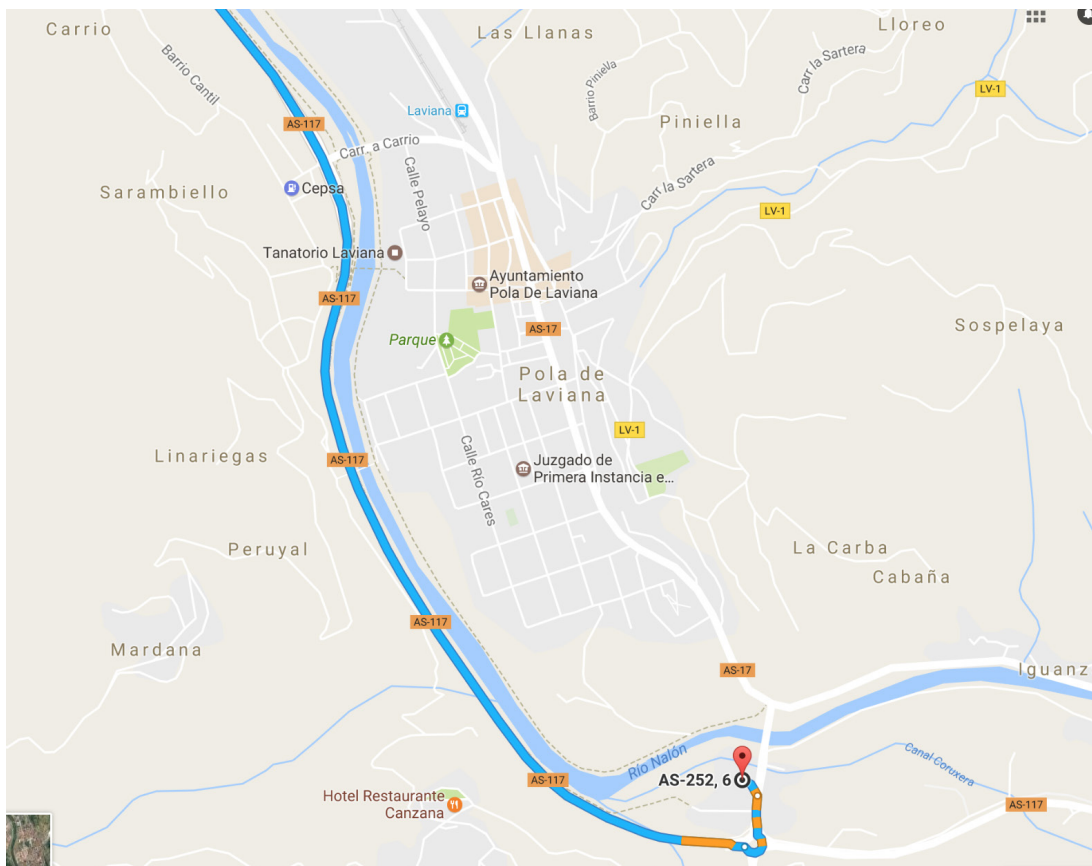 Carrio
Las Llanas
Lloreo
Barrio Cantil
Barrio Piniella
Carr la Sartera
LV-1
Laviana
AS-117
Piniella
Carr. a Carrio
Calle Pelayo
Carr la Sartera
Cepsa
Sarambiello
LV-1
Tanatorio Laviana
Ayuntamiento
Pola De Laviana
AS-117
AS-17
Sospelaya
Parque
Pola de
Laviana
LV-1
Linariegas
AS-117
Calle Río Cares
Juzgado de
Primera Instancia e...
Peruyal
La Carba
Cabaña
AS-117
Mardana
AS-17
Iguanz
Río Nalón
AS-252, 6
Canal Coruxera
AS-117
Hotel Restaurante
Canzana
AS-117